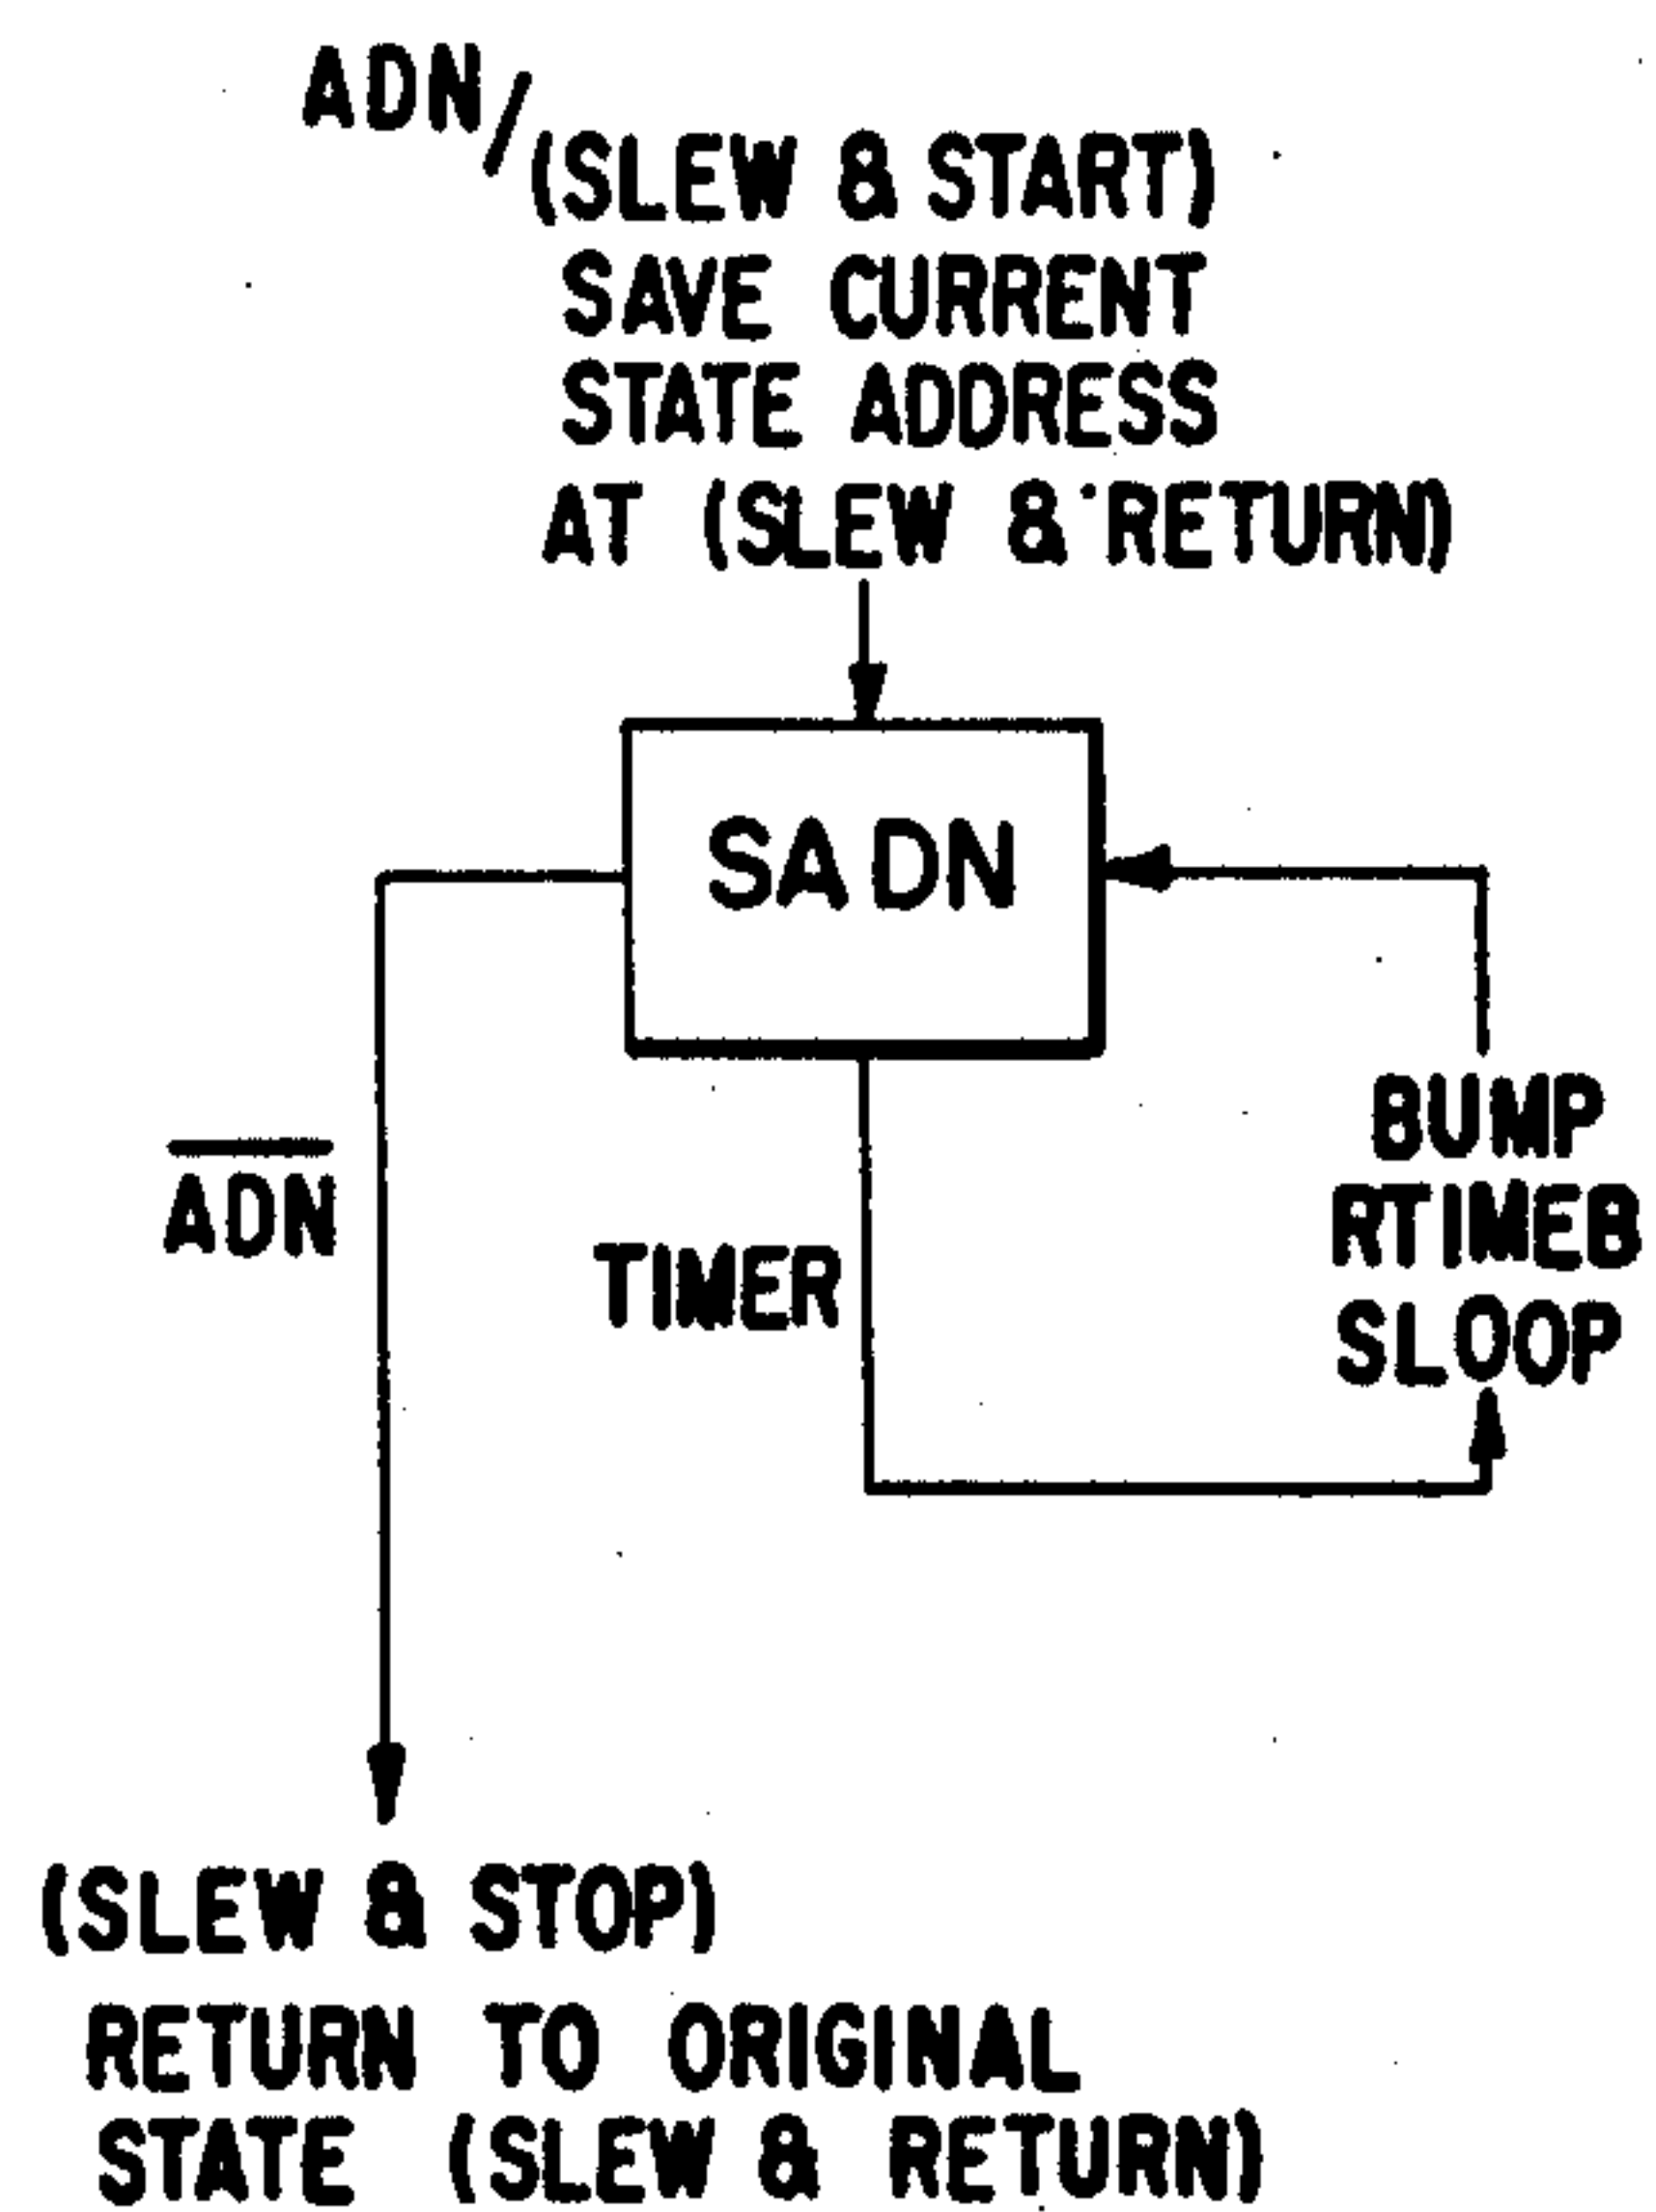 ADN/
(SLEW & START)
SAVE CURRENT
STATE ADDRESS
AT (SLEW & RETURN)
SADN
A̅D̅N̅
TIMER
BUMP
RTIMEB
SLOOP
(SLEW & STOP)
RETURN TO ORIGINAL
STATE (SLEW & RETURN)